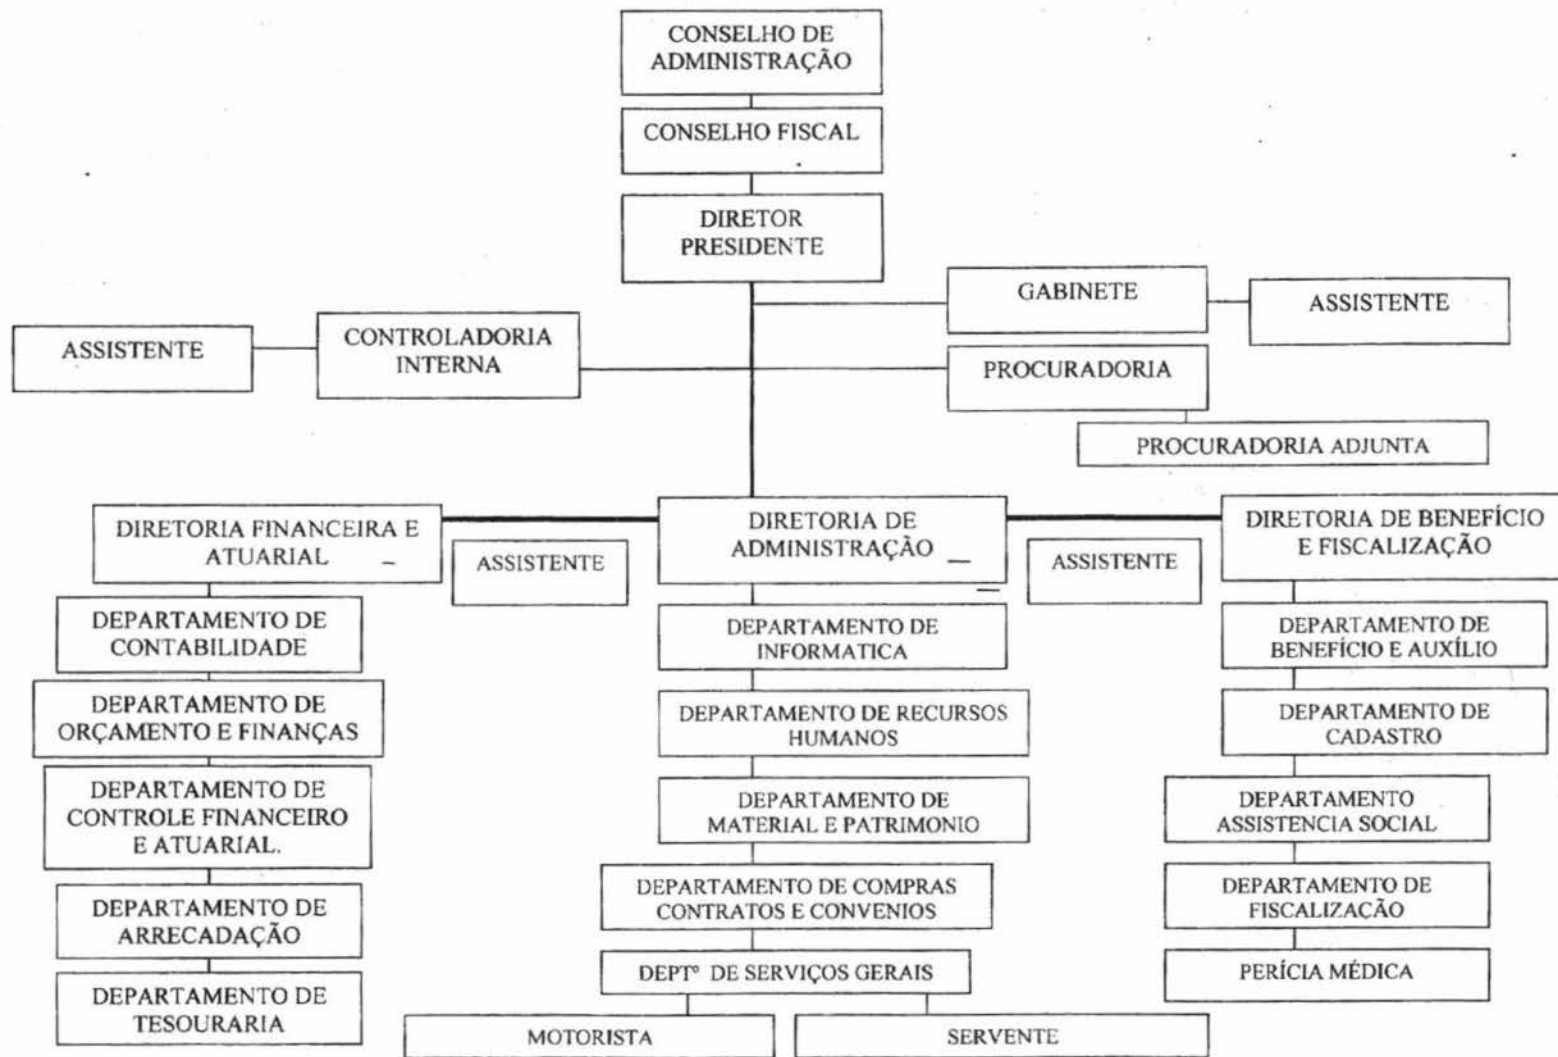 CONSELHO DE
ADMINISTRAÇÃO
CONSELHO FISCAL
DIRETOR
PRESIDENTE
GABINETE
ASSISTENTE
ASSISTENTE
CONTROLADORIA
INTERNA
PROCURADORIA
PROCURADORIA ADJUNTA
DIRETORIA FINANCEIRA E
ATUARIAL
ASSISTENTE
DIRETORIA DE
ADMINISTRAÇÃO
ASSISTENTE
DIRETORIA DE BENEFÍCIO
E FISCALIZAÇÃO
DEPARTAMENTO DE
CONTABILIDADE
DEPARTAMENTO DE
ORÇAMENTO E FINANÇAS
DEPARTAMENTO DE
CONTROLE FINANCEIRO
E ATUARIAL.
DEPARTAMENTO DE
ARRECADAÇÃO
DEPARTAMENTO DE
TESOURARIA
DEPARTAMENTO DE
INFORMATICA
DEPARTAMENTO DE RECURSOS
HUMANOS
DEPARTAMENTO DE
MATERIAL E PATRIMONIO
DEPARTAMENTO DE COMPRAS
CONTRATOS E CONVENIOS
DEPTº DE SERVIÇOS GERAIS
MOTORISTA
SERVENTE
DEPARTAMENTO DE
BENEFÍCIO E AUXÍLIO
DEPARTAMENTO DE
CADASTRO
DEPARTAMENTO
ASSISTENCIA SOCIAL
DEPARTAMENTO DE
FISCALIZAÇÃO
PERÍCIA MÉDICA